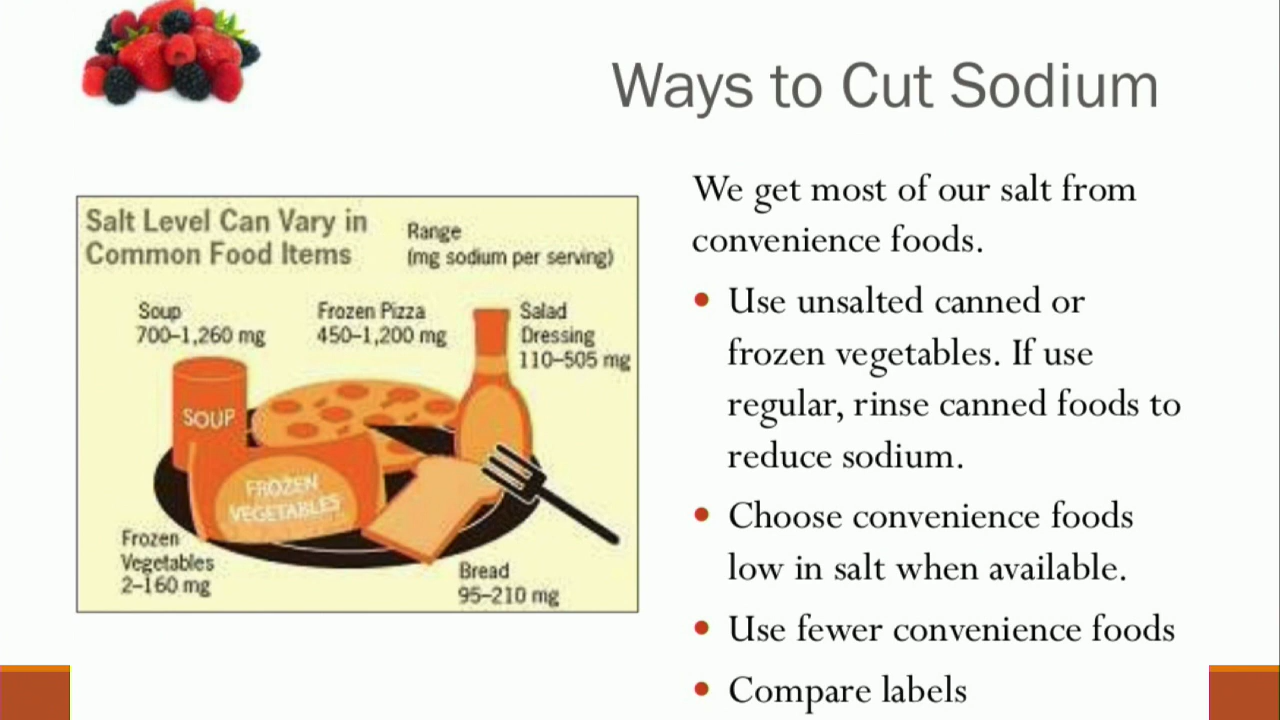 Ways to Cut Sodium
Salt Level Can Vary in
Common Food Items
Range
(mg sodium per serving)
Soup
700–1,260 mg
Frozen Pizza
450–1,200 mg
Salad
Dressing
110–505 mg
SOUP
FROZEN
VEGETABLES
Frozen
Vegetables
2–160 mg
Bread
95–210 mg
We get most of our salt from
convenience foods.
• Use unsalted canned or
frozen vegetables. If use
regular, rinse canned foods to
reduce sodium.
• Choose convenience foods
low in salt when available.
• Use fewer convenience foods
• Compare labels